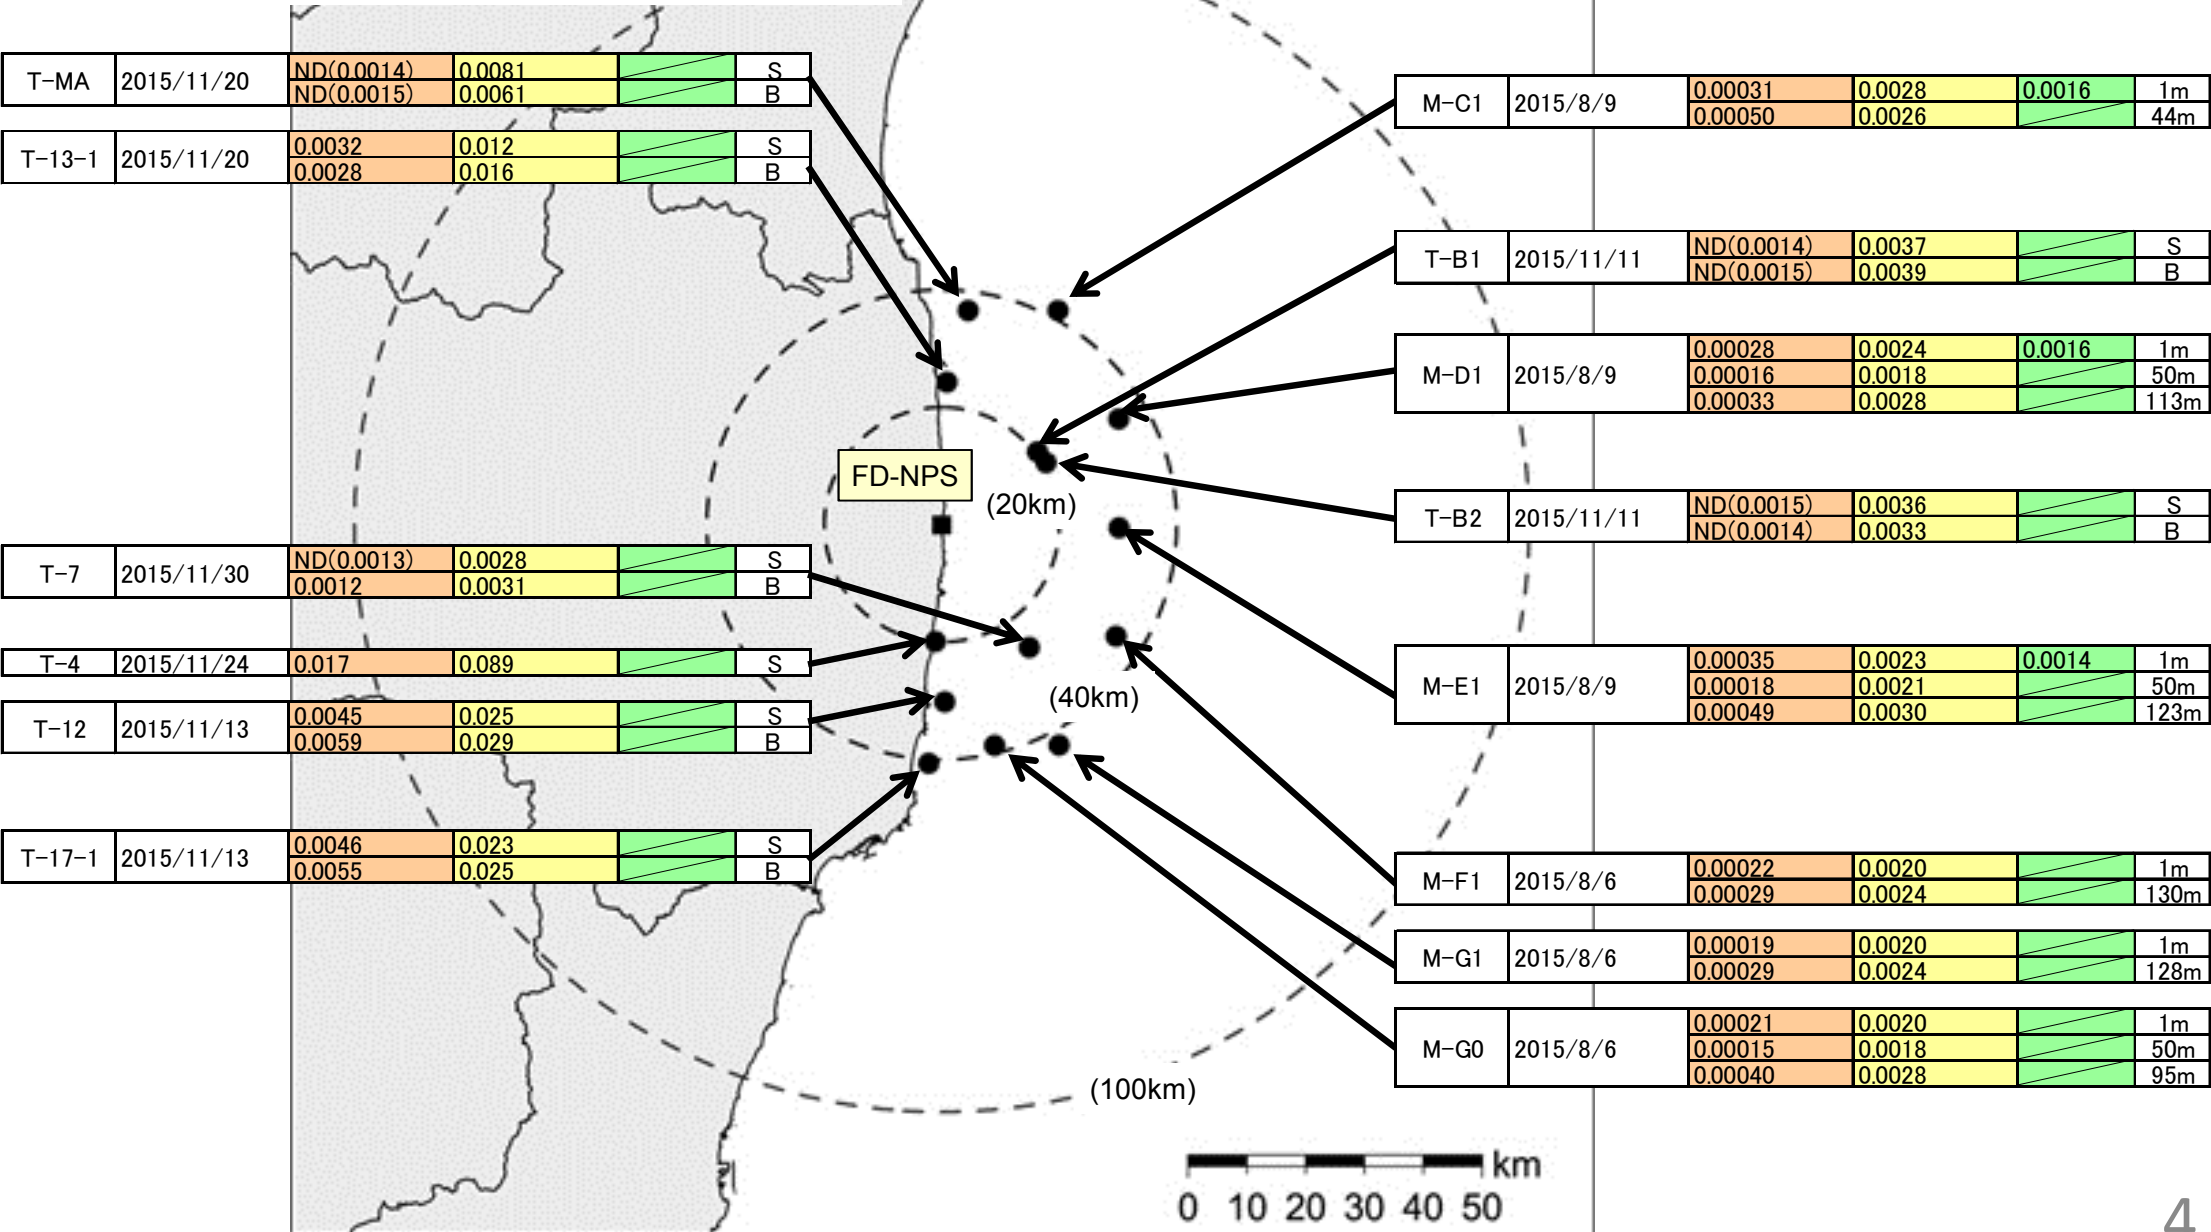 T-MA 2015/11/20 ND(0.0014) 0.0081 S
ND(0.0015) 0.0061 B
T-13-1 2015/11/20 0.0032 0.012 S
0.0028 0.016 B
T-7 2015/11/30 ND(0.0013) 0.0028 S
0.0012 0.0031 B
T-4 2015/11/24 0.017 0.089 S
T-12 2015/11/13 0.0045 0.025 S
0.0059 0.029 B
T-17-1 2015/11/13 0.0046 0.023 S
0.0055 0.025 B
FD-NPS
(20km)
(40km)
(100km)
M-C1 2015/8/9 0.00031 0.0028 0.0016 1m
0.00050 0.0026 44m
T-B1 2015/11/11 ND(0.0014) 0.0037 S
ND(0.0015) 0.0039 B
M-D1 2015/8/9 0.00028 0.0024 0.0016 1m
0.00016 0.0018 50m
0.00033 0.0028 113m
T-B2 2015/11/11 ND(0.0015) 0.0036 S
ND(0.0014) 0.0033 B
M-E1 2015/8/9 0.00035 0.0023 0.0014 1m
0.00018 0.0021 50m
0.00049 0.0030 123m
M-F1 2015/8/6 0.00022 0.0020 1m
0.00029 0.0024 130m
M-G1 2015/8/6 0.00019 0.0020 1m
0.00029 0.0024 128m
M-G0 2015/8/6 0.00021 0.0020 1m
0.00015 0.0018 50m
0.00040 0.0028 95m
km
0 10 20 30 40 50
4